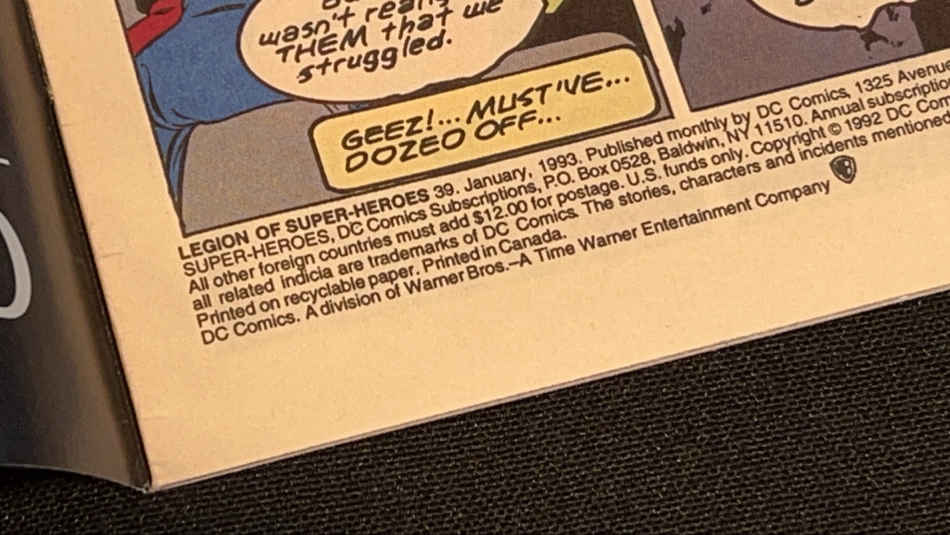 wasn't
THEM that we
struggled.
GEEZ!... MUST'VE...
DOZED OFF...
LEGION OF SUPER-HEROES 39. January, 1993. Published monthly by DC Comics, 1325 Avenue
SUPER-HEROES, DC Comics Subscriptions, P.O. Box 0528, Baldwin, NY 11510. Annual subscription
All other foreign countries must add $12.00 for postage. U.S. funds only. Copyright © 1992 DC Com
all related indicia are trademarks of DC Comics. The stories, characters and incidents mentioned
Printed on recyclable paper. Printed in Canada.
DC Comics. A division of Warner Bros.–A Time Warner Entertainment Company